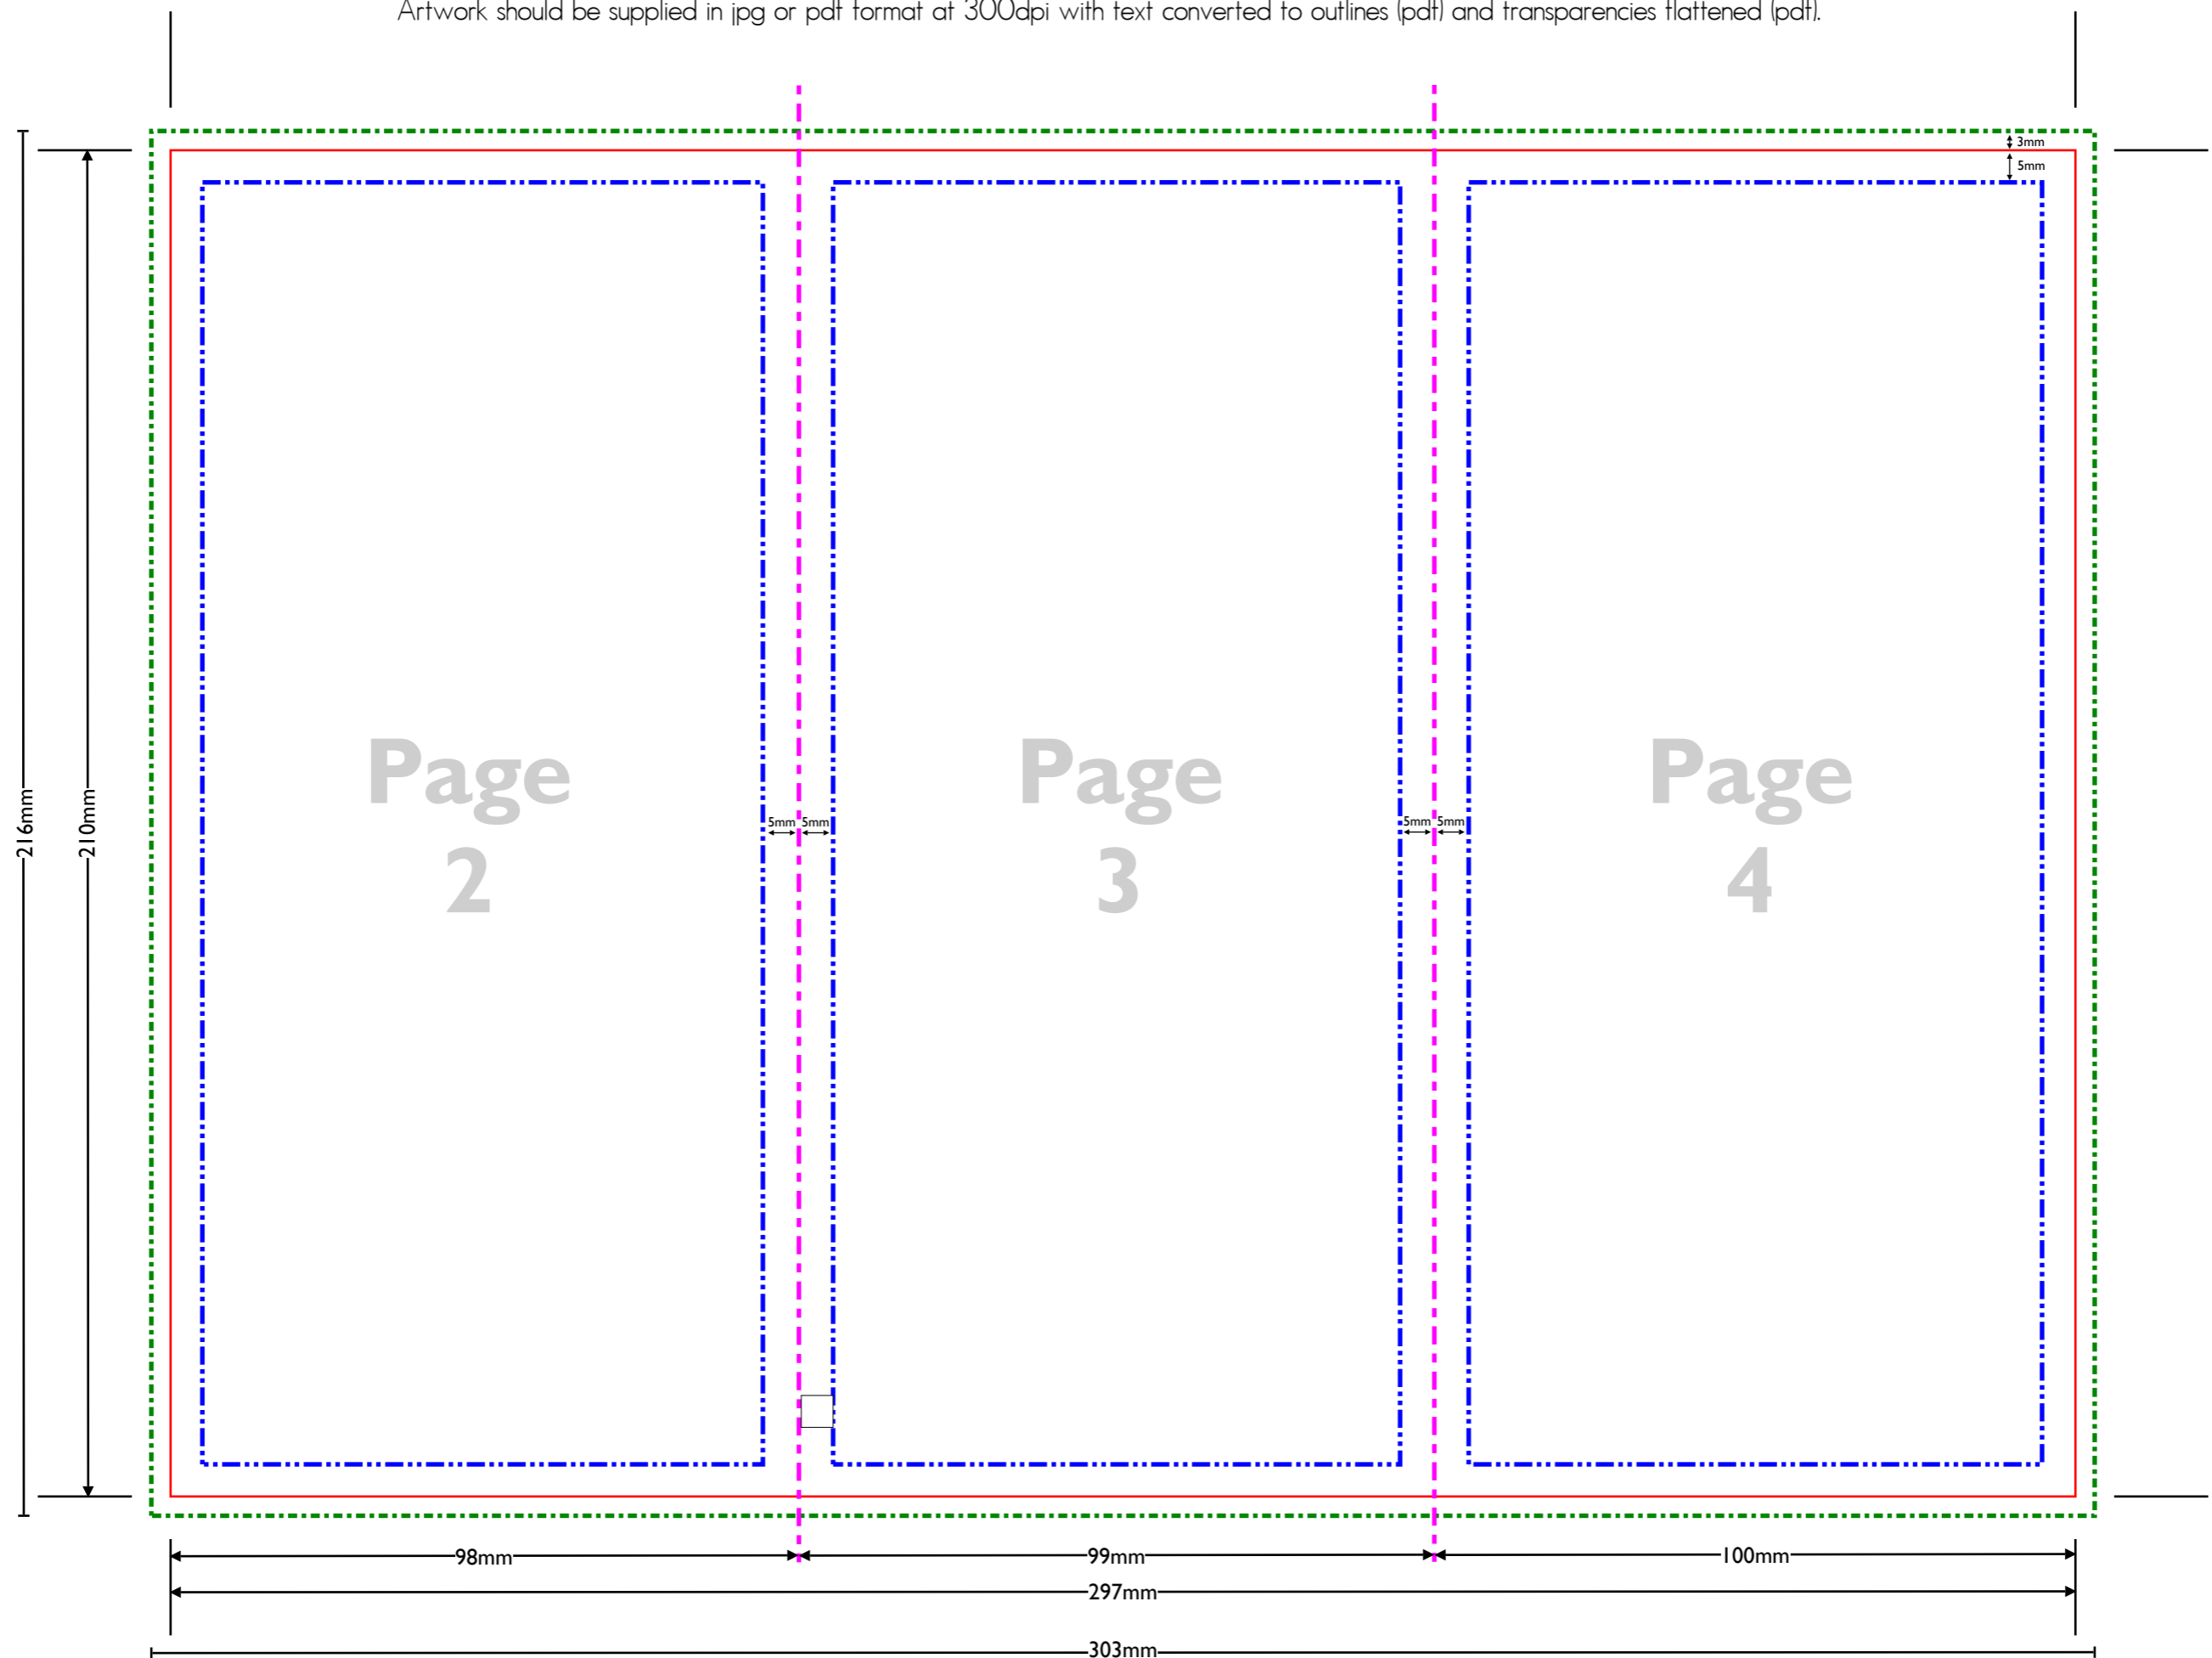 Artwork should be supplied in jpg or pdf format at 300dpi with text converted to outlines (pdf) and transparencies flattened (pdf).
3mm
5mm
216mm
210mm
Page
2
Page
3
Page
4
5mm 5mm
5mm 5mm
98mm
99mm
100mm
297mm
303mm